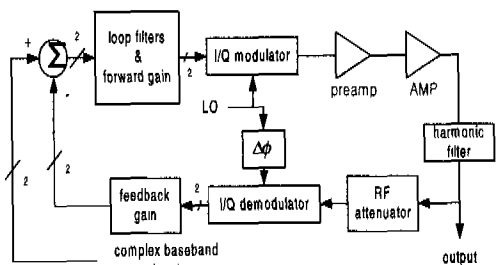 +
Σ
2
loop filters
&
forward gain
2
I/Q modulator
preamp
AMP
LO
harmonic
filter
Δϕ
2
2
feedback
gain
2
I/Q demodulator
RF
attenuator
complex baseband
output